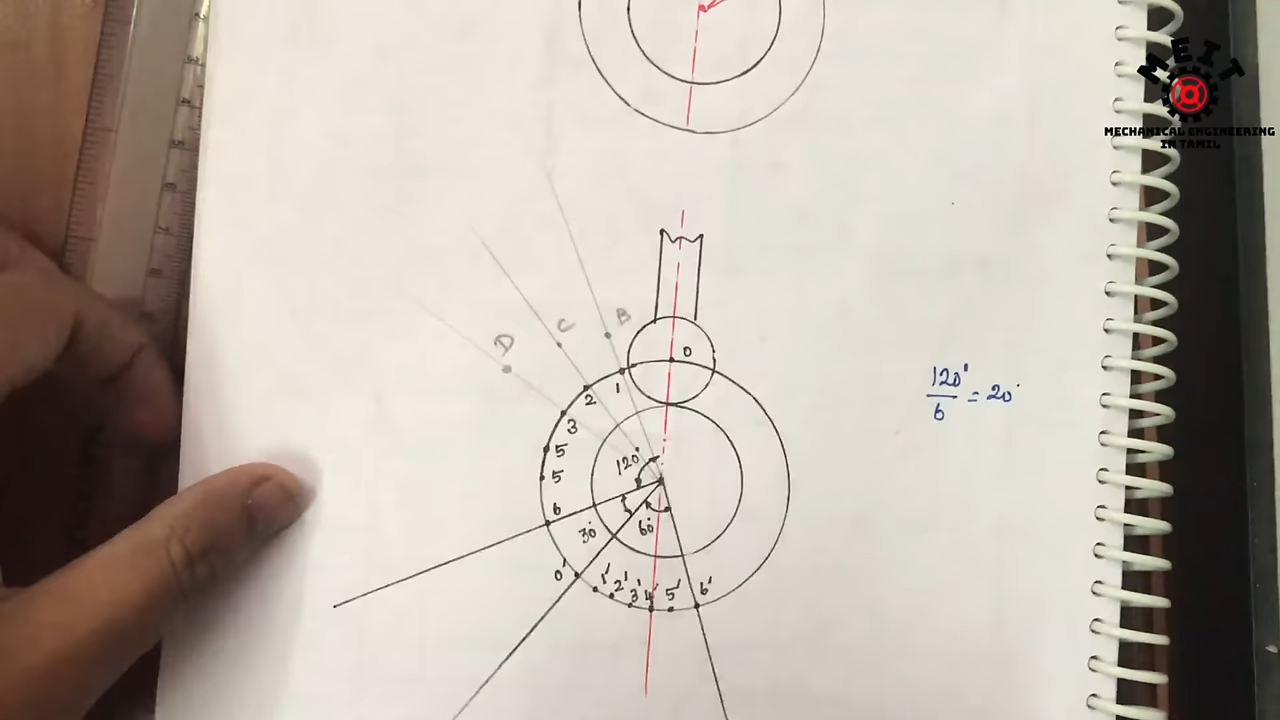 MEIT
MECHANICAL ENGINEERING
IN TAMIL
B
C
D
O
1
2
3
5
5
6
120°
30°
60°
0'
1'
2'
3'
4'
5'
6'
120° / 6 = 20°